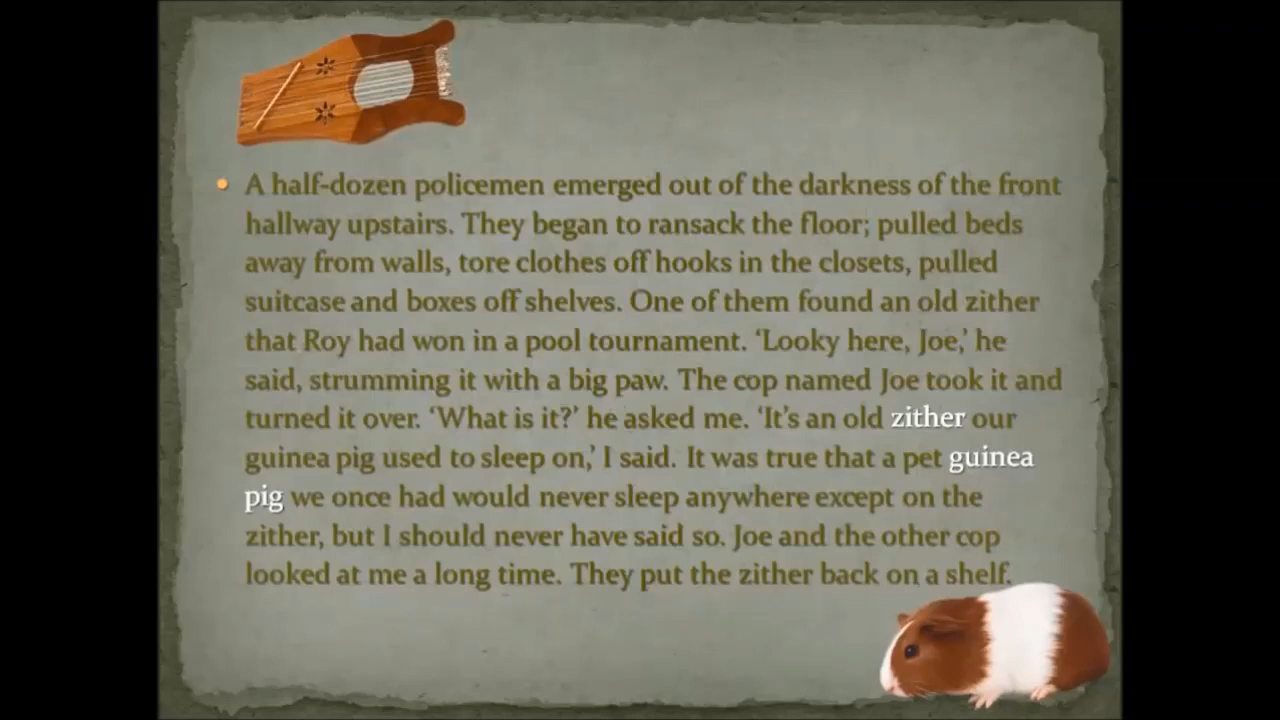 A half-dozen policemen emerged out of the darkness of the front
hallway upstairs. They began to ransack the floor; pulled beds
away from walls, tore clothes off hooks in the closets, pulled
suitcase and boxes off shelves. One of them found an old zither
that Roy had won in a pool tournament. ‘Looky here, Joe,’ he
said, strumming it with a big paw. The cop named Joe took it and
turned it over. ‘What is it?’ he asked me. ‘It’s an old zither our
guinea pig used to sleep on,’ I said. It was true that a pet guinea
pig we once had would never sleep anywhere except on the
zither, but I should never have said so. Joe and the other cop
looked at me a long time. They put the zither back on a shelf.